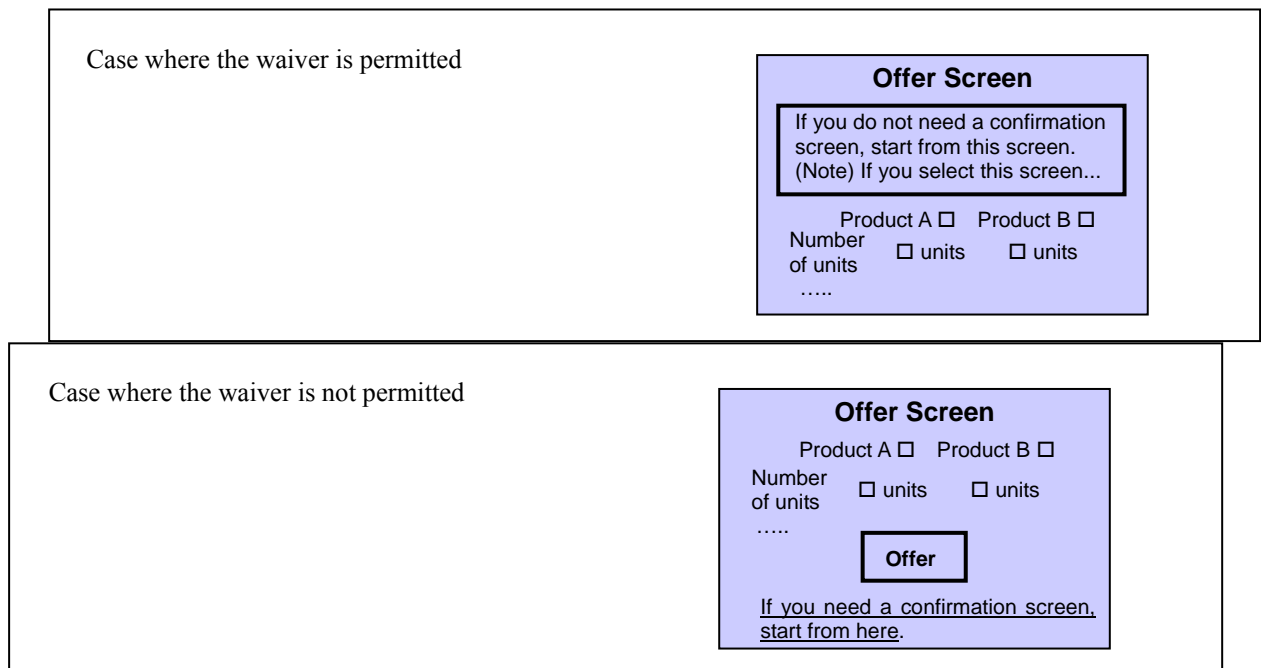 Case where the waiver is permitted
Offer Screen
If you do not need a confirmation
screen, start from this screen.
(Note) If you select this screen...
Product A □ Product B □
Number
of units
□ units □ units
…..
Case where the waiver is not permitted
Offer Screen
Product A □ Product B □
Number
of units
□ units □ units
…..
Offer
If you need a confirmation screen,
start from here.